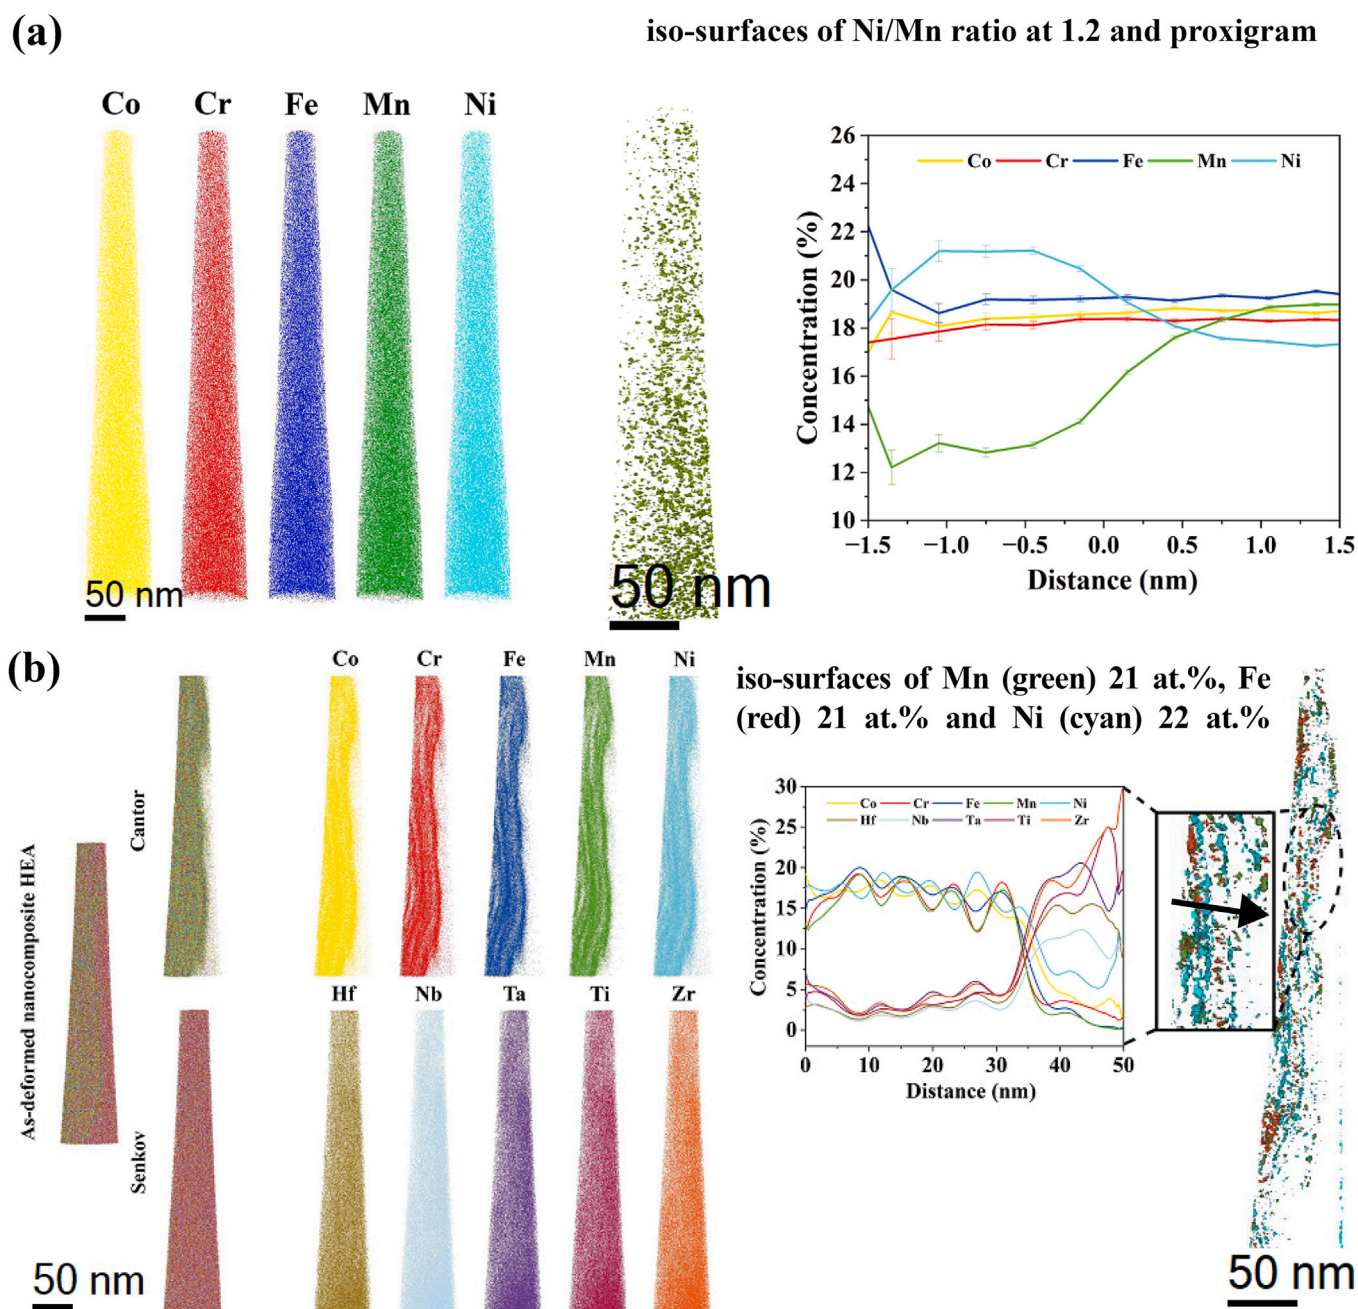 (a)
iso-surfaces of Ni/Mn ratio at 1.2 and proxigram
Co Cr Fe Mn Ni
50 nm
50 nm
26
24
22
20
18
16
14
12
10
Concentration (%)
Co Cr Fe Mn Ni
−1.5 −1.0 −0.5 0.0 0.5 1.0 1.5
Distance (nm)
(b)
As-deformed nanocomposite HEA
Cantor
Senkov
Co Cr Fe Mn Ni
Hf Nb Ta Ti Zr
50 nm
iso-surfaces of Mn (green) 21 at.%, Fe
(red) 21 at.% and Ni (cyan) 22 at.%
30
25
20
15
10
5
0
Concentration (%)
Co Cr Fe Mn Ni
Hf Nb Ta Ti Zr
0 10 20 30 40 50
Distance (nm)
50 nm